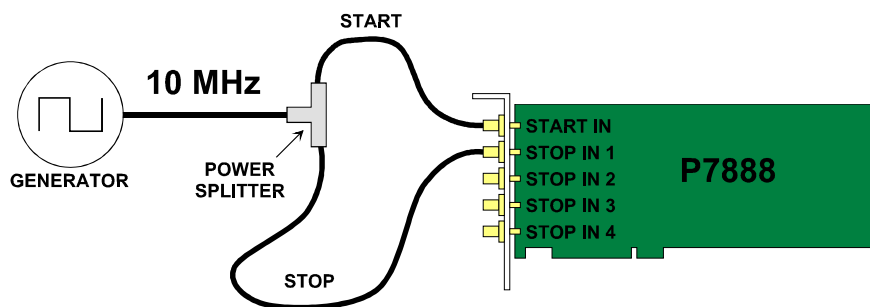 START
10 MHz
GENERATOR
POWER
SPLITTER
STOP
START IN
STOP IN 1
STOP IN 2
STOP IN 3
STOP IN 4
P7888